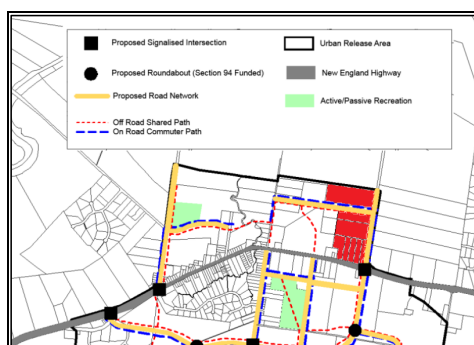 Proposed Signalised Intersection
Urban Release Area
Proposed Roundabout (Section 94 Funded)
New England Highway
Proposed Road Network
Active/Passive Recreation
Off Road Shared Path
On Road Commuter Path